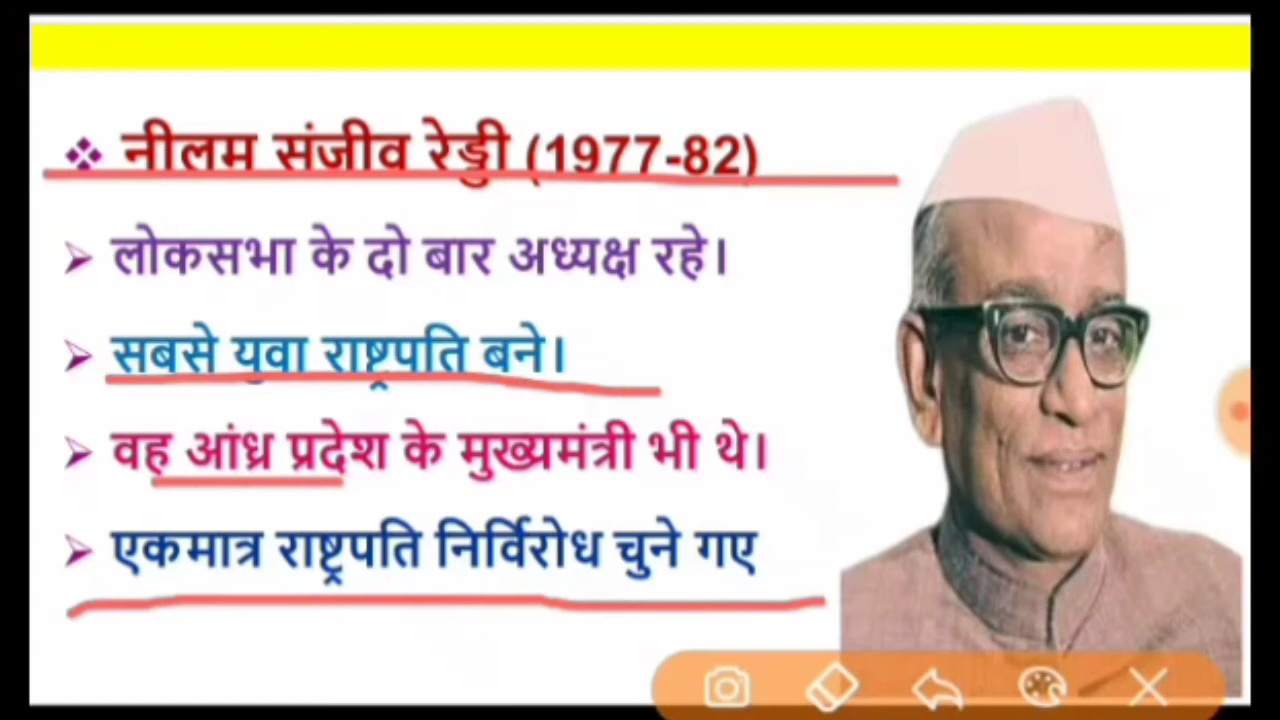 ❖ नीलम संजीव रेड्डी (1977-82)
➢ लोकसभा के दो बार अध्यक्ष रहे।
➢ सबसे युवा राष्ट्रपति बने।
➢ वह आंध्र प्रदेश के मुख्यमंत्री भी थे।
➢ एकमात्र राष्ट्रपति निर्विरोध चुने गए